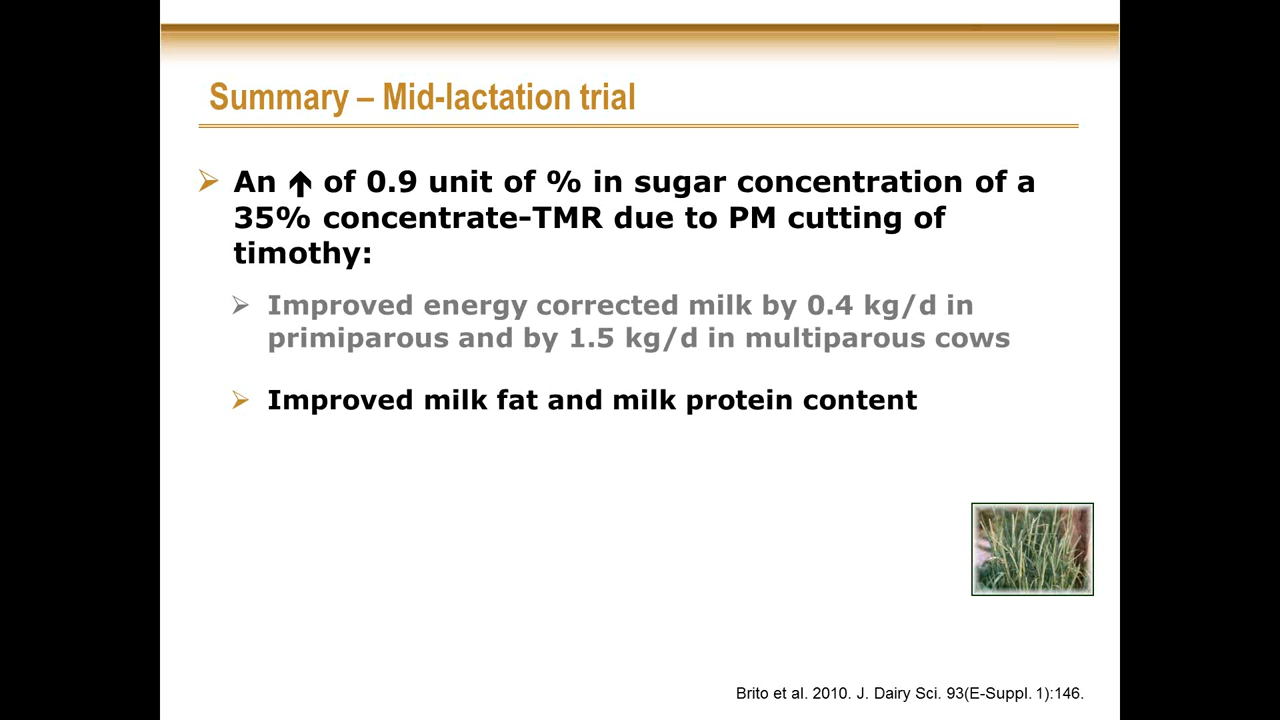 Summary – Mid-lactation trial
An ↑ of 0.9 unit of % in sugar concentration of a
35% concentrate-TMR due to PM cutting of
timothy:
Improved energy corrected milk by 0.4 kg/d in
primiparous and by 1.5 kg/d in multiparous cows
Improved milk fat and milk protein content
Brito et al. 2010. J. Dairy Sci. 93(E-Suppl. 1):146.